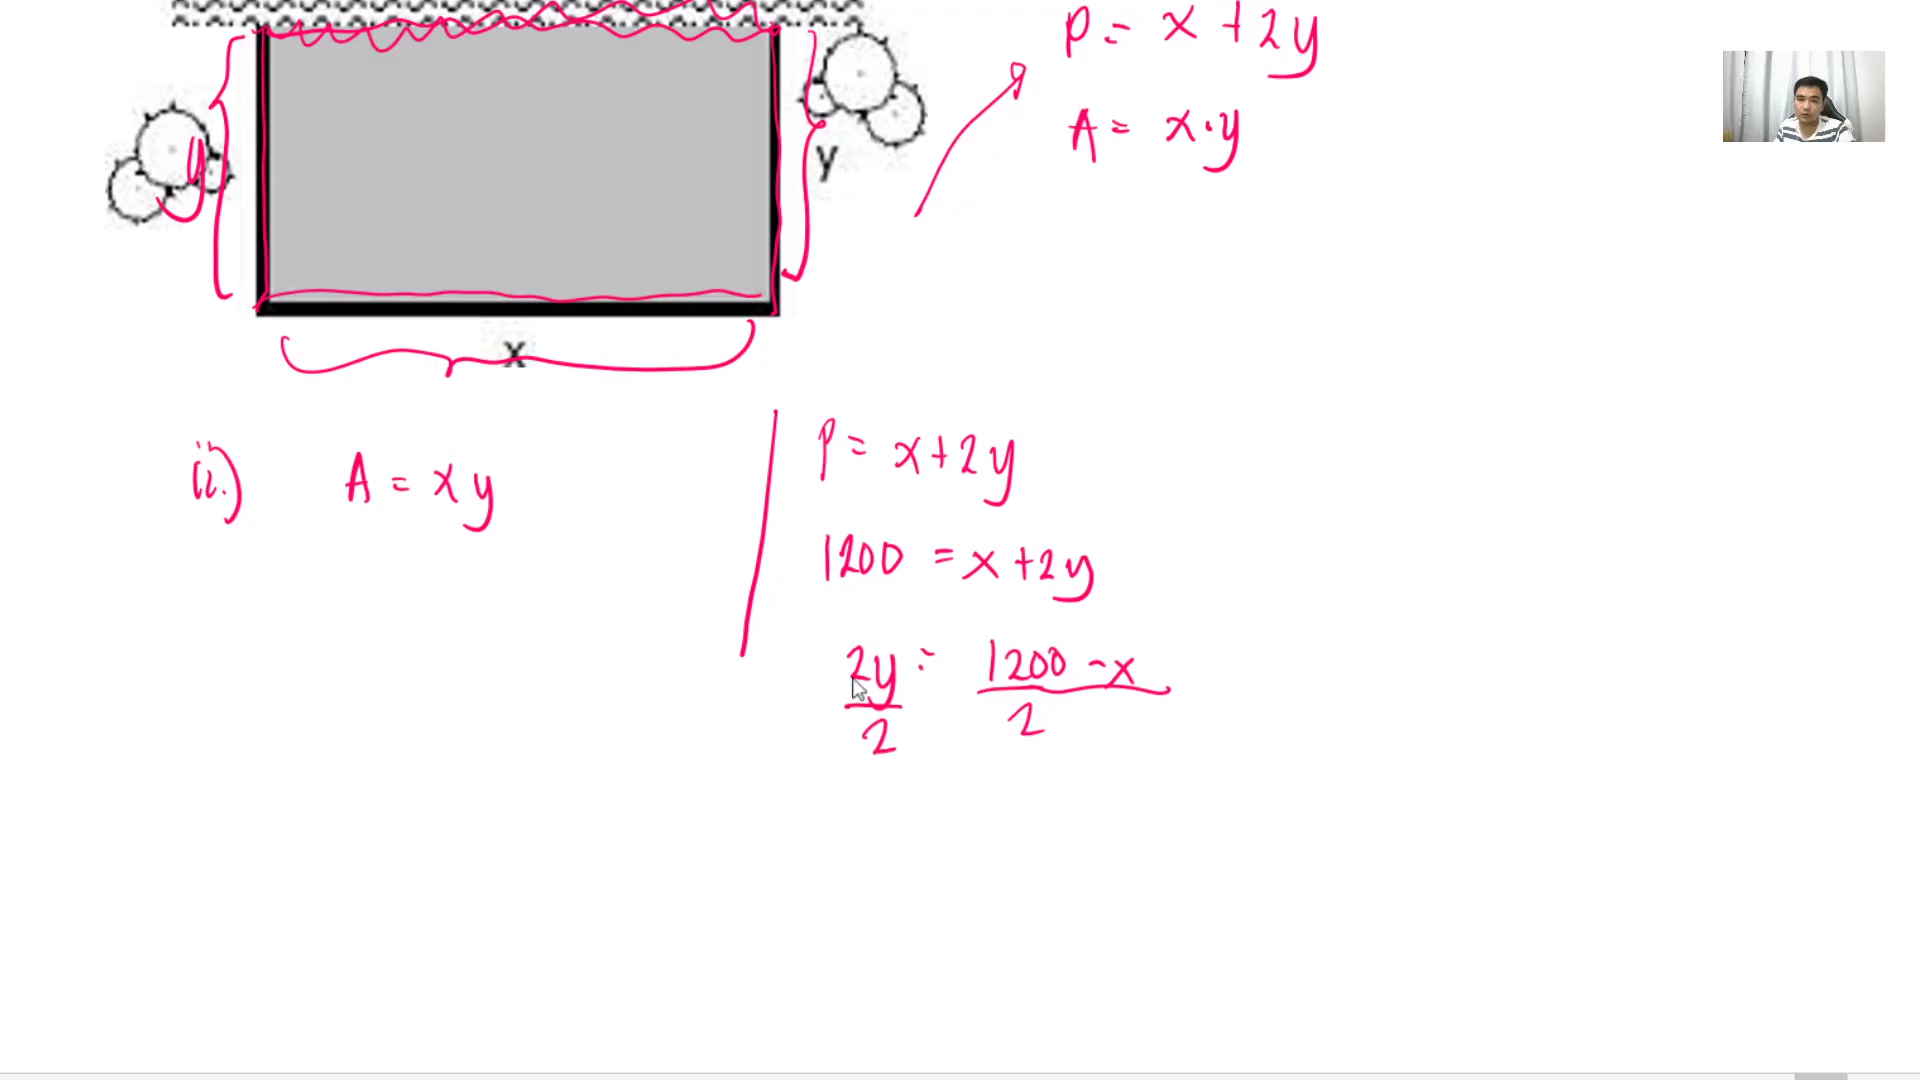 P = x + 2y
A = x · y
y
y
x
ii.) A = xy
P = x + 2y
1200 = x + 2y
2y = 1200 - x
2 2